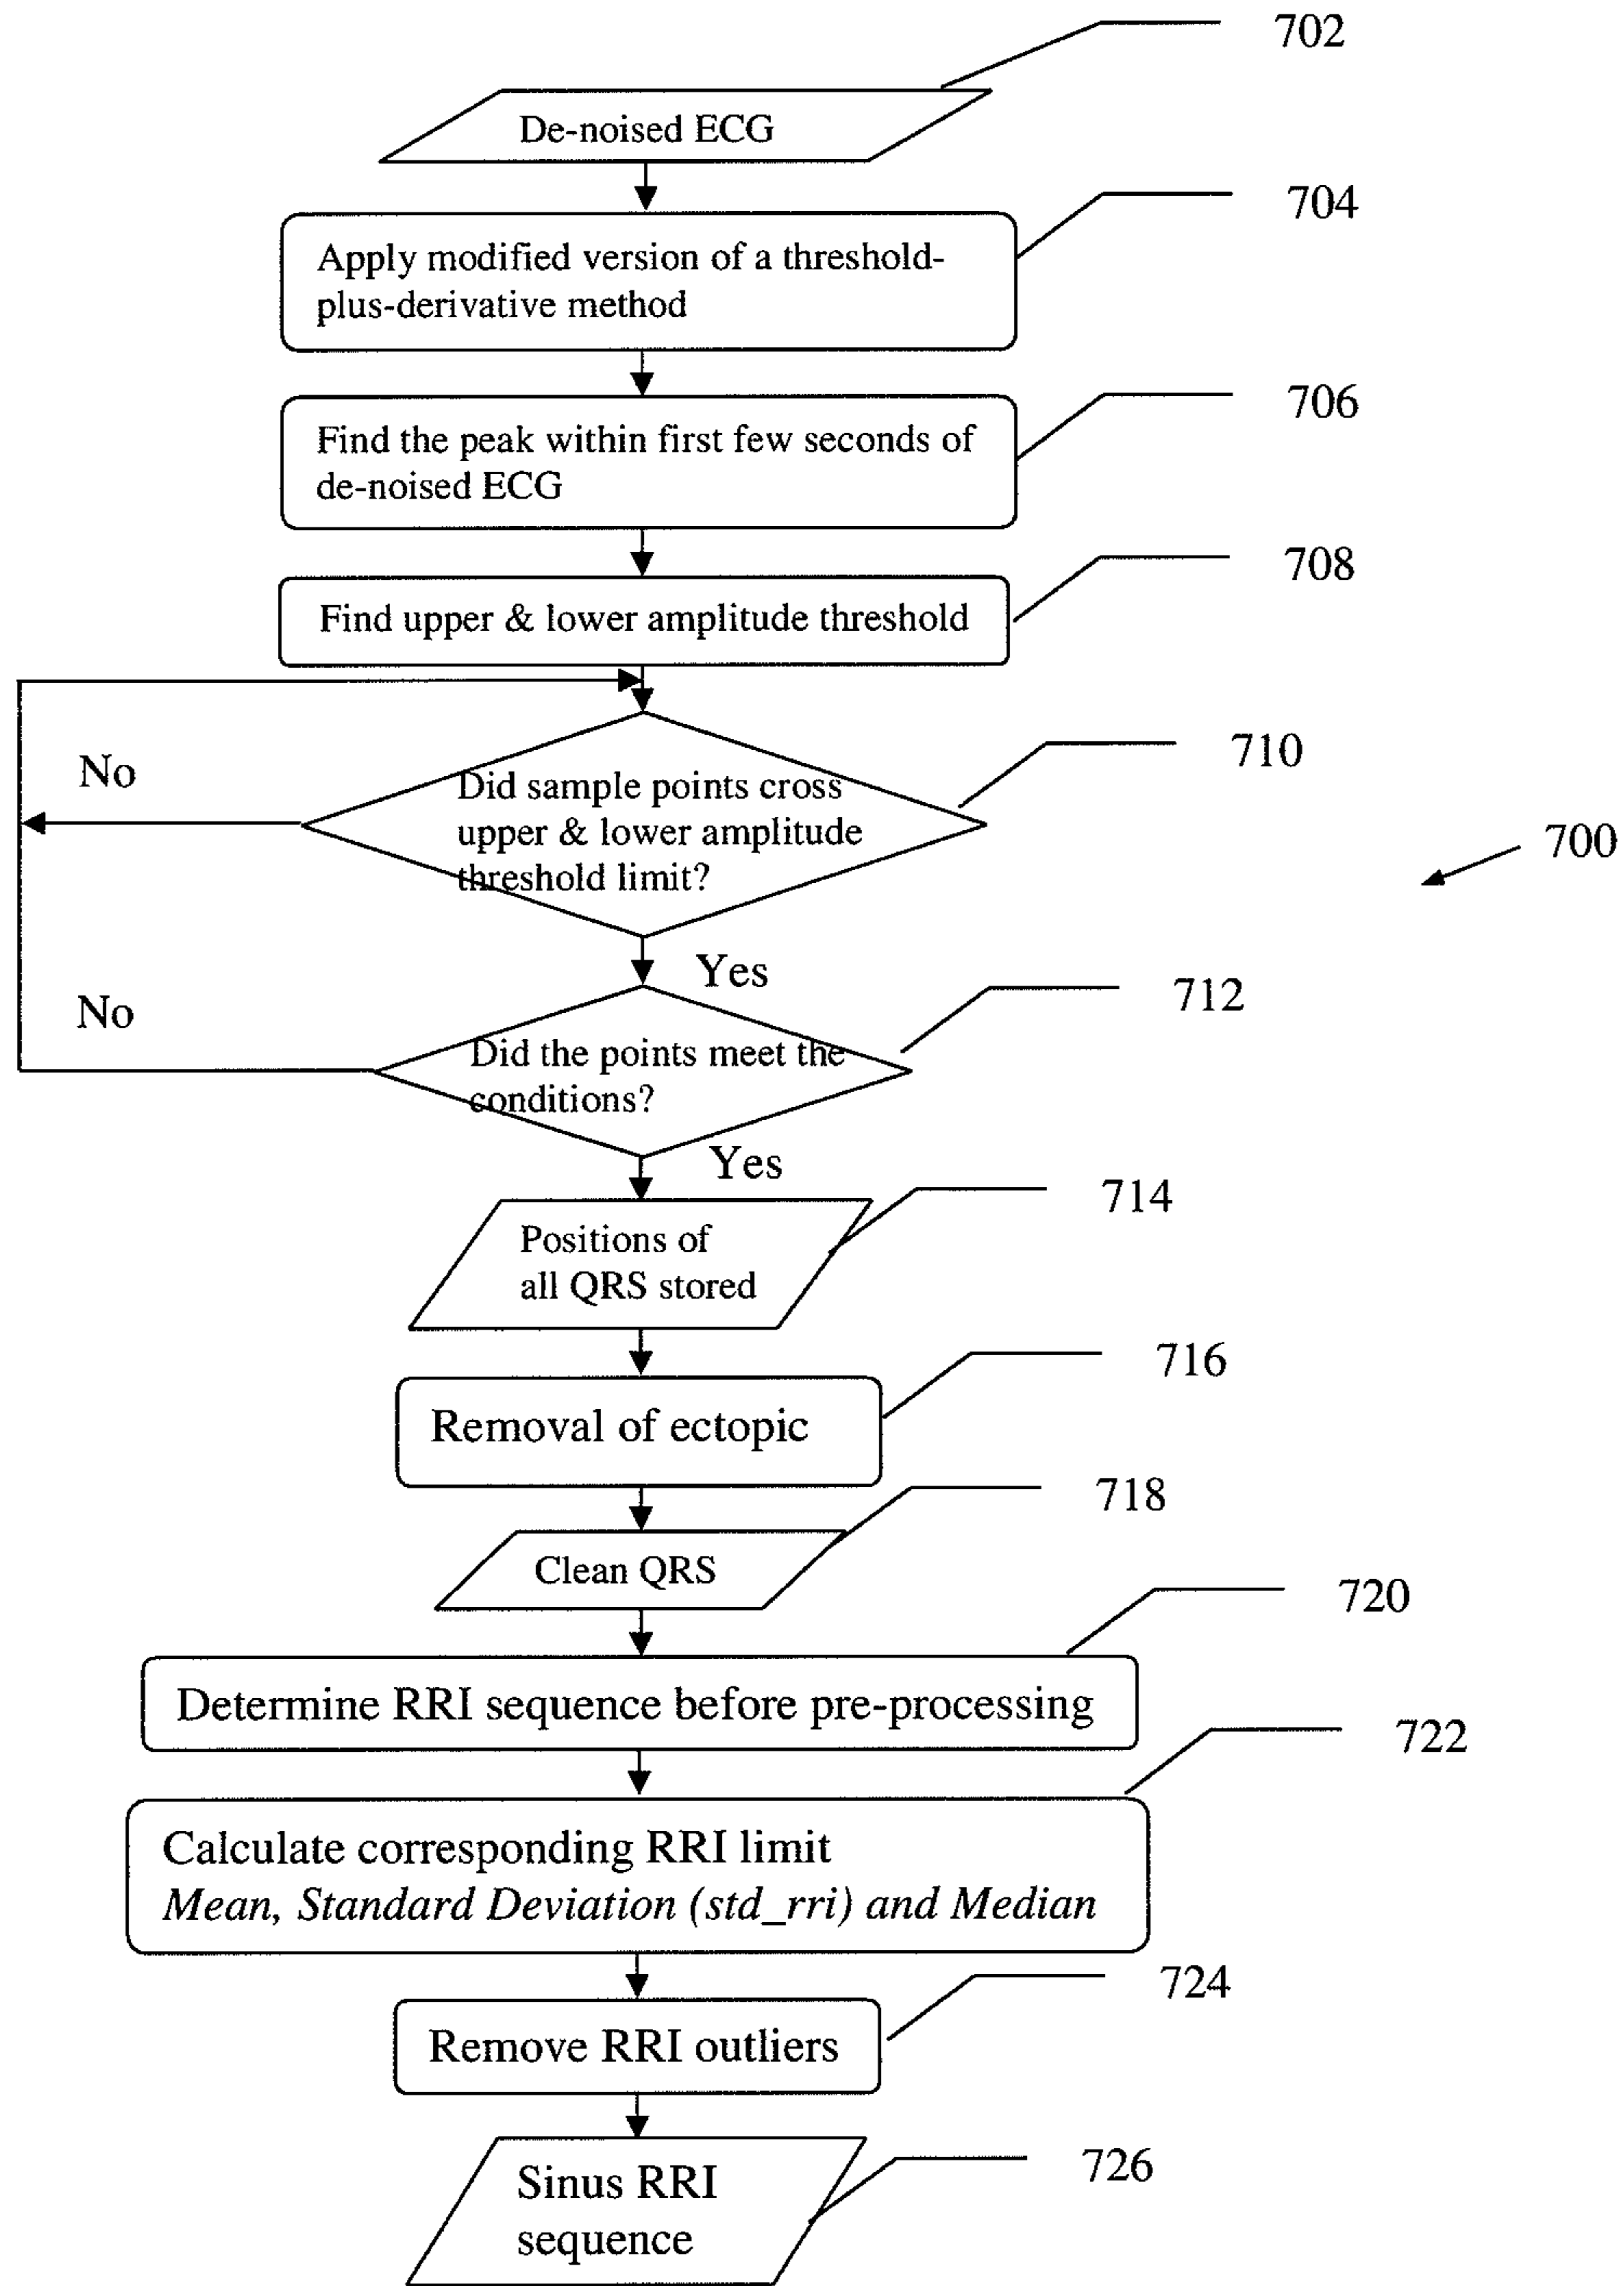 702
De-noised ECG
704
Apply modified version of a threshold-
plus-derivative method
706
Find the peak within first few seconds of
de-noised ECG
708
Find upper & lower amplitude threshold
710
No
Did sample points cross
upper & lower amplitude
threshold limit?
700
Yes
712
No
Did the points meet the
conditions?
Yes
714
Positions of
all QRS stored
716
Removal of ectopic
718
Clean QRS
720
Determine RRI sequence before pre-processing
722
Calculate corresponding RRI limit
Mean, Standard Deviation (std_rri) and Median
724
Remove RRI outliers
726
Sinus RRI
sequence